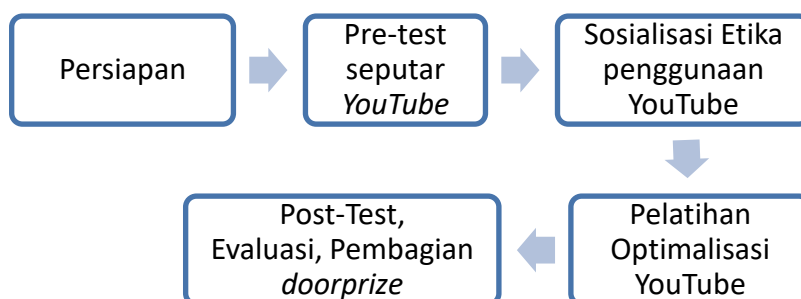 Persiapan
Pre-test
seputar
YouTube
Sosialisasi Etika
penggunaan
YouTube
Pelatihan
Optimalisasi
YouTube
Post-Test,
Evaluasi, Pembagian
doorprize